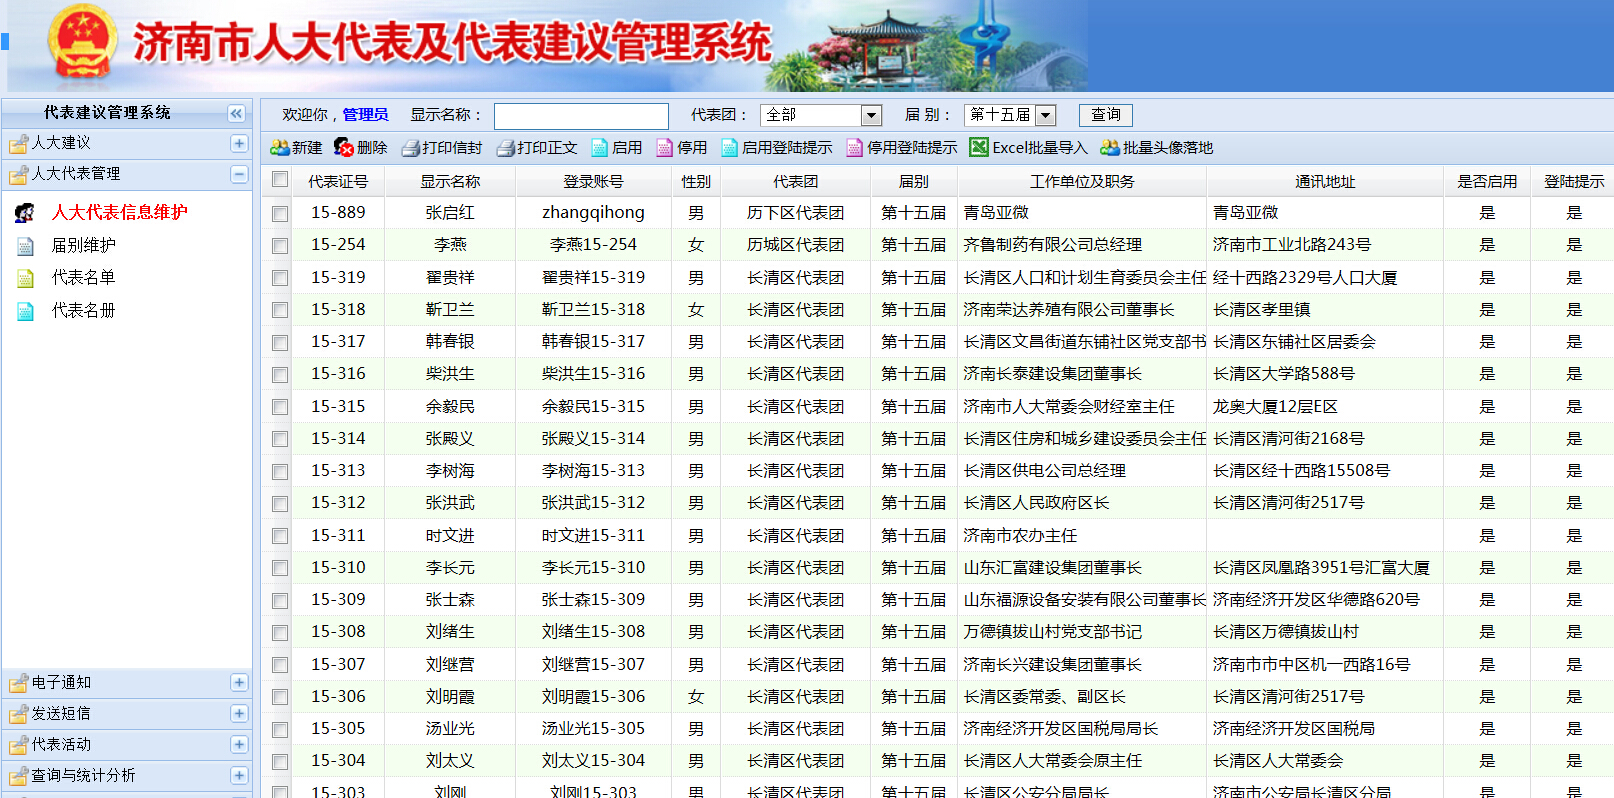 济南市人大代表及代表建议管理系统
代表建议管理系统
人大建议
人大代表管理
人大代表信息维护
届别维护
代表名单
代表名册
电子通知
发送短信
代表活动
查询与统计分析
欢迎你，管理员 显示名称： 代表团： 全部 届 别： 第十五届 查询
新建 删除 打印信封 打印正文 启用 停用 启用登陆提示 停用登陆提示 Excel批量导入 批量头像落地
代表证号 显示名称 登录账号 性别 代表团 届别 工作单位及职务 通讯地址 是否启用 登陆提示
15-889 张启红 zhangqihong 男 历下区代表团 第十五届 青岛亚微 青岛亚微 是 是
15-254 李燕 李燕15-254 女 历城区代表团 第十五届 齐鲁制药有限公司总经理 济南市工业北路243号 是 是
15-319 翟贵祥 翟贵祥15-319 男 长清区代表团 第十五届 长清区人口和计划生育委员会主任 经十西路2329号人口大厦 是 是
15-318 靳卫兰 靳卫兰15-318 女 长清区代表团 第十五届 济南荣达养殖有限公司董事长 长清区孝里镇 是 是
15-317 韩春银 韩春银15-317 男 长清区代表团 第十五届 长清区文昌街道东铺社区党支部书 长清区东铺社区居委会 是 是
15-316 柴洪生 柴洪生15-316 男 长清区代表团 第十五届 济南长泰建设集团董事长 长清区大学路588号 是 是
15-315 余毅民 余毅民15-315 男 长清区代表团 第十五届 济南市人大常委会财经室主任 龙奥大厦12层E区 是 是
15-314 张殿义 张殿义15-314 男 长清区代表团 第十五届 长清区住房和城乡建设委员会主任 长清区清河街2168号 是 是
15-313 李树海 李树海15-313 男 长清区代表团 第十五届 长清区供电公司总经理 长清区经十西路15508号 是 是
15-312 张洪武 张洪武15-312 男 长清区代表团 第十五届 长清区人民政府区长 长清区清河街2517号 是 是
15-311 时文进 时文进15-311 男 长清区代表团 第十五届 济南市农办主任 是 是
15-310 李长元 李长元15-310 男 长清区代表团 第十五届 山东汇富建设集团董事长 长清区凤凰路3951号汇富大厦 是 是
15-309 张士森 张士森15-309 男 长清区代表团 第十五届 山东福源设备安装有限公司董事长 济南经济开发区华德路620号 是 是
15-308 刘绪生 刘绪生15-308 男 长清区代表团 第十五届 万德镇拔山村党支部书记 长清区万德镇拔山村 是 是
15-307 刘继营 刘继营15-307 男 长清区代表团 第十五届 济南长兴建设集团董事长 济南市市中区机一西路16号 是 是
15-306 刘明霞 刘明霞15-306 女 长清区代表团 第十五届 长清区委常委、副区长 长清区清河街2517号 是 是
15-305 汤业光 汤业光15-305 男 长清区代表团 第十五届 济南经济开发区国税局局长 济南经济开发区国税局 是 是
15-304 刘太义 刘太义15-304 男 长清区代表团 第十五届 长清区人大常委会原主任 长清区人大常委会 是 是
15-303 刘刚 刘刚15-303 男 长清区代表团 第十五届 长清区公安分局局长 济南市公安局长清区分局 是 是